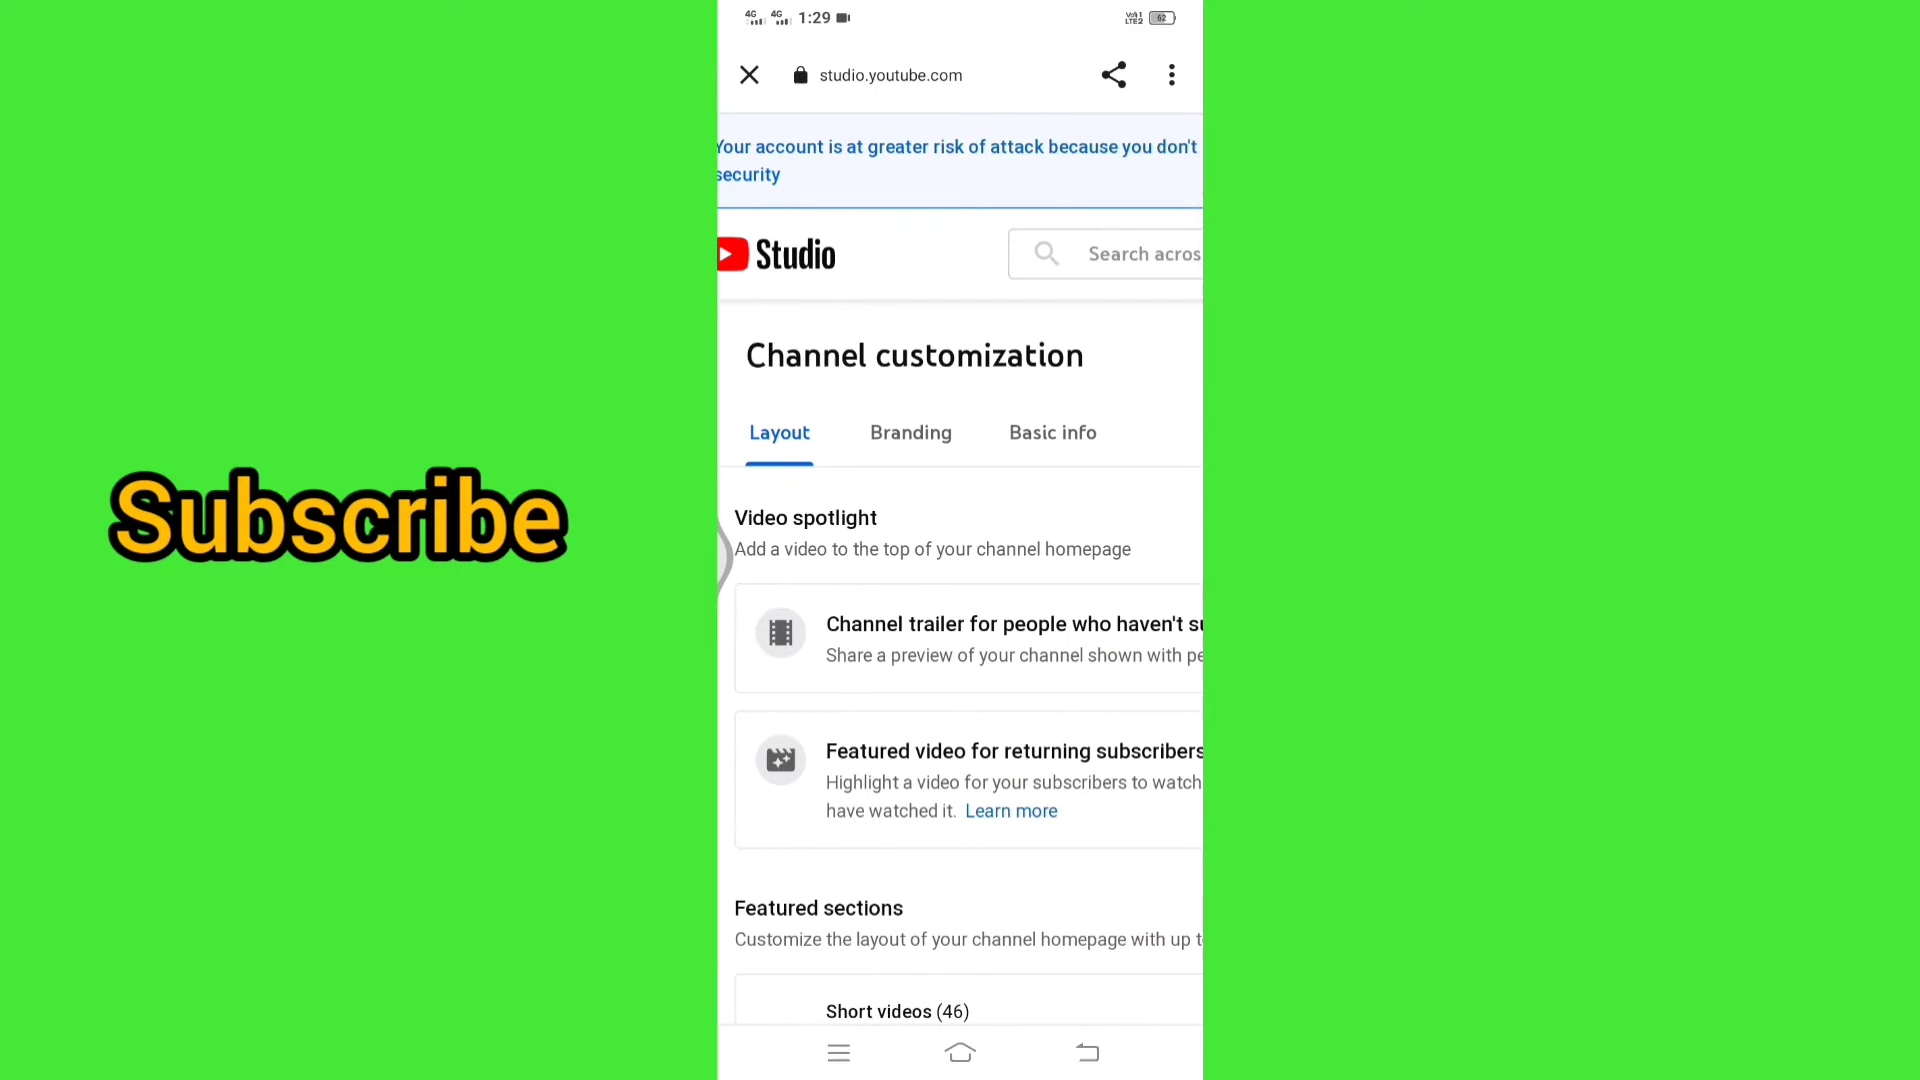 4G 4G 1:29
62
studio.youtube.com
Your account is at greater risk of attack because you don't
security
Studio
Search acros
Channel customization
Layout Branding Basic info
Subscribe
Video spotlight
Add a video to the top of your channel homepage
Channel trailer for people who haven't su
Share a preview of your channel shown with pe
Featured video for returning subscribers
Highlight a video for your subscribers to watch
have watched it. Learn more
Featured sections
Customize the layout of your channel homepage with up t
Short videos (46)